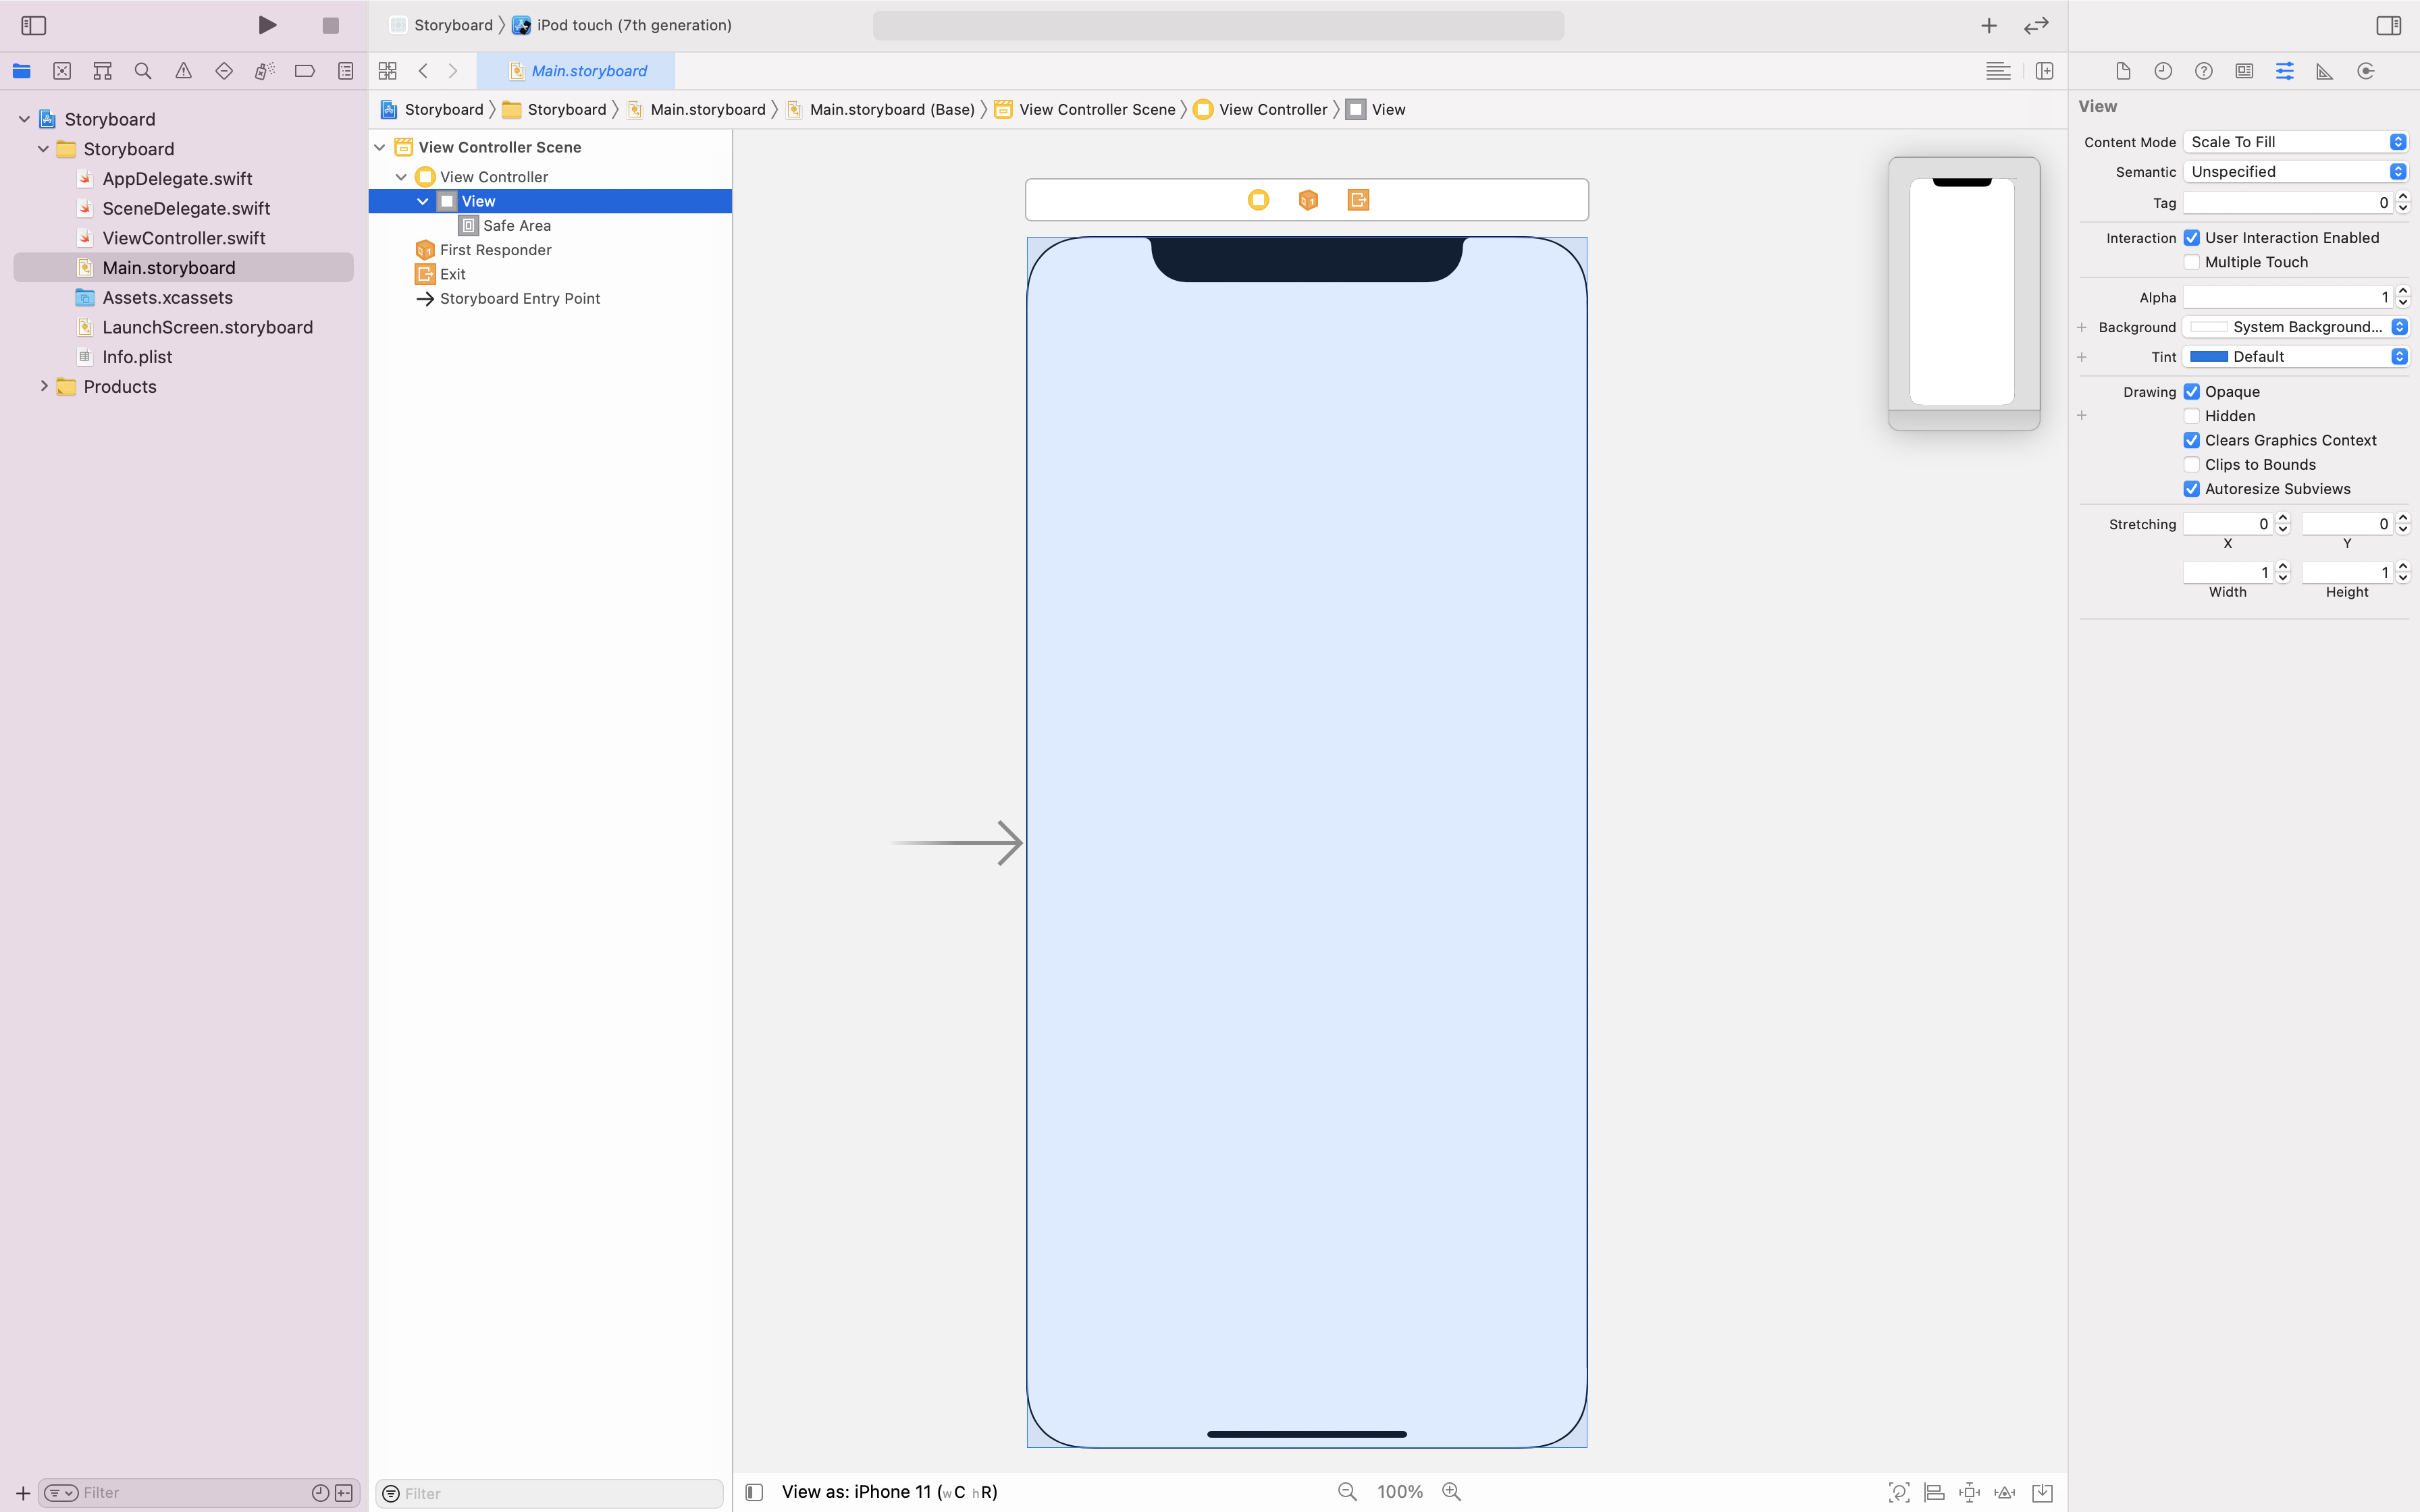 Storyboard
iPod touch (7th generation)
Main.storyboard
Storyboard
Storyboard
Main.storyboard
Main.storyboard (Base)
View Controller Scene
View Controller
View
Storyboard
Storyboard
AppDelegate.swift
SceneDelegate.swift
ViewController.swift
Main.storyboard
Assets.xcassets
LaunchScreen.storyboard
Info.plist
Products
Filter
View Controller Scene
View Controller
View
Safe Area
First Responder
Exit
Storyboard Entry Point
Filter
View as: iPhone 11 (wC hR)
100%
View
Content Mode Scale To Fill
Semantic Unspecified
Tag 0
Interaction User Interaction Enabled
Multiple Touch
Alpha 1
Background System Background...
Tint Default
Drawing Opaque
Hidden
Clears Graphics Context
Clips to Bounds
Autoresize Subviews
Stretching 0 0
X Y
1 1
Width Height